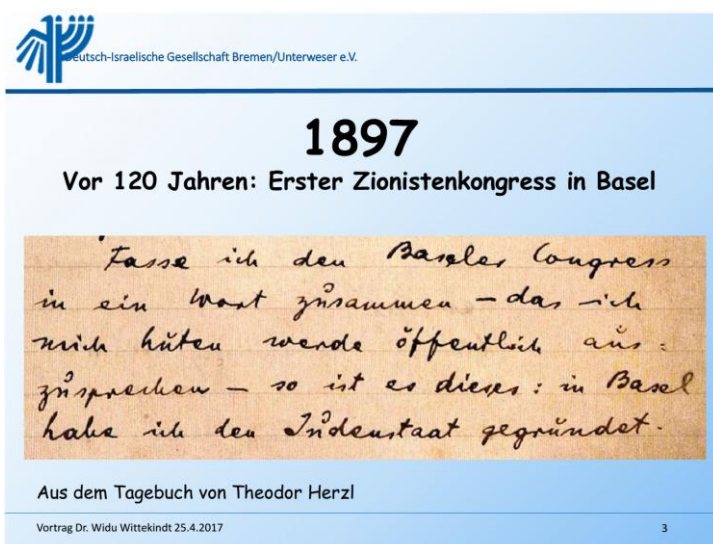 Deutsch-Israelische Gesellschaft Bremen/Unterweser e.V.
1897
Vor 120 Jahren: Erster Zionistenkongress in Basel
Fasse ich den Baseler Congress
in ein Wort zusammen – das ich
mich hüten werde öffentlich aus:
zusprechen – so ist es dieses: in Basel
habe ich den Judenstaat gegründet.
Aus dem Tagebuch von Theodor Herzl
Vortrag Dr. Widu Wittekindt 25.4.2017
3